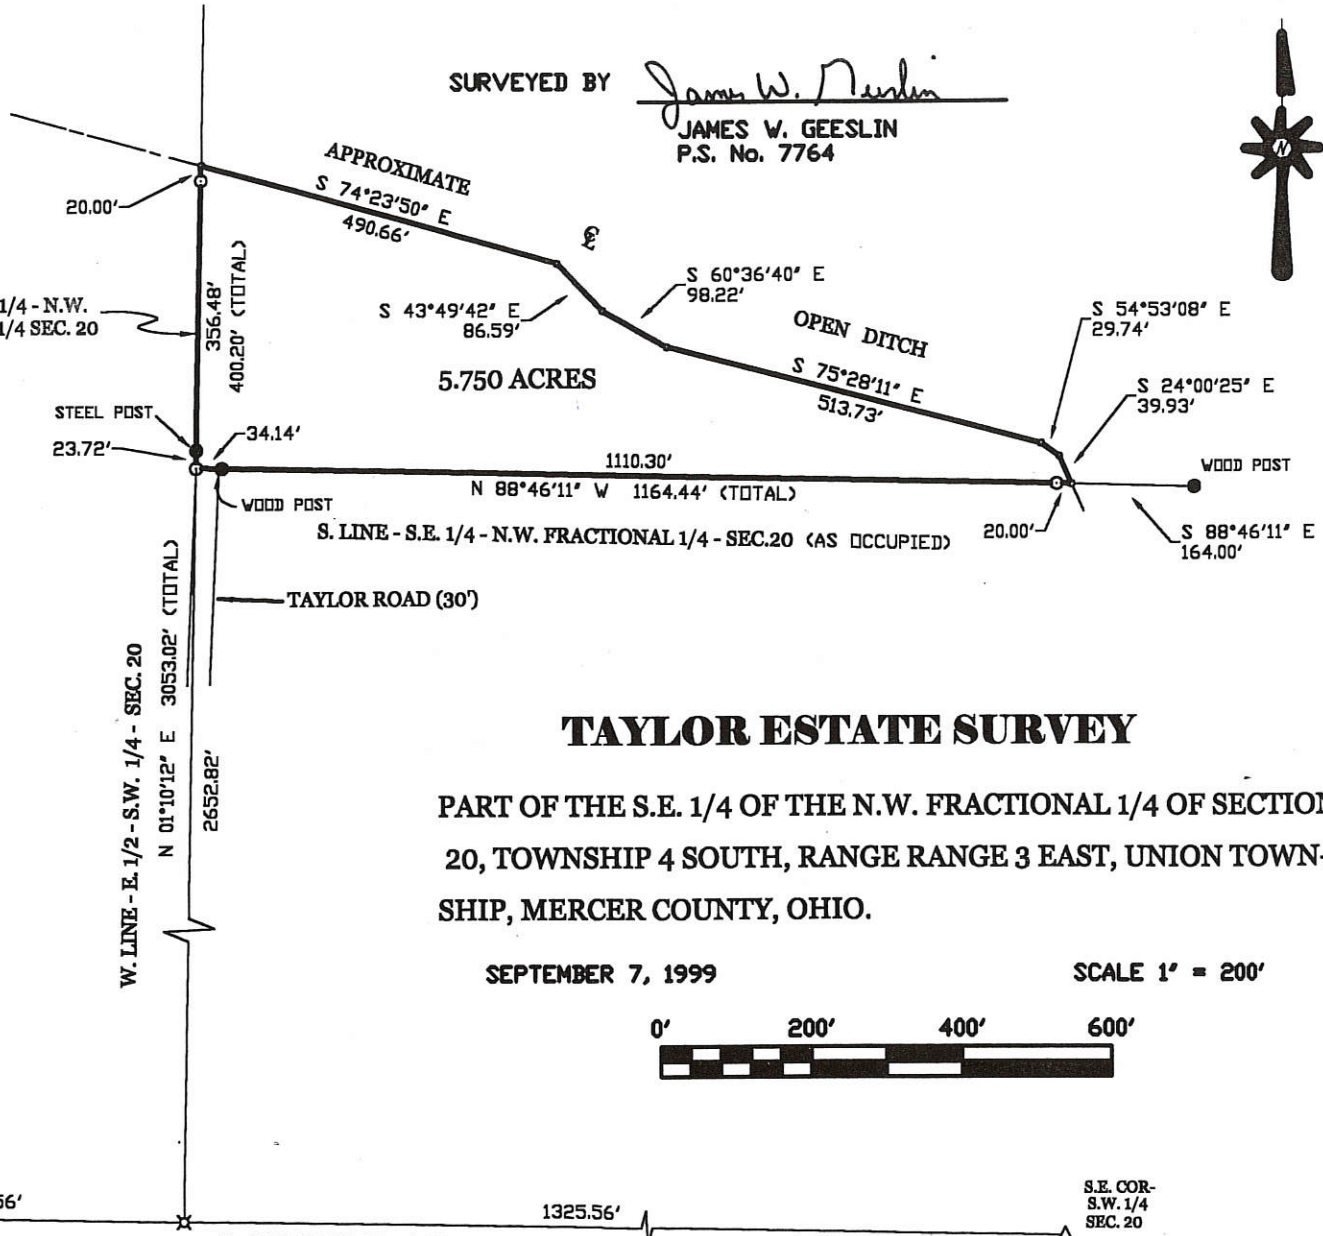 SURVEYED BY James W. Geeslin
JAMES W. GEESLIN
P.S. No. 7764
N
APPROXIMATE
S 74°23'50" E
490.66'
℄
20.00'
1/4 - N.W.
1/4 SEC. 20
356.48'
400.20' (TOTAL)
S 43°49'42" E
86.59'
S 60°36'40" E
98.22'
OPEN DITCH
S 75°28'11" E
513.73'
S 54°53'08" E
29.74'
S 24°00'25" E
39.93'
5.750 ACRES
STEEL POST
23.72'
34.14'
WOOD POST
1110.30'
N 88°46'11" W 1164.44' (TOTAL)
WOOD POST
S. LINE - S.E. 1/4 - N.W. FRACTIONAL 1/4 - SEC.20 (AS OCCUPIED)
20.00'
S 88°46'11" E
164.00'
TAYLOR ROAD (30')
W. LINE - E. 1/2 - S.W. 1/4 - SEC. 20
N 01°10'12" E 3053.02' (TOTAL)
2652.82'
TAYLOR ESTATE SURVEY
PART OF THE S.E. 1/4 OF THE N.W. FRACTIONAL 1/4 OF SECTION
20, TOWNSHIP 4 SOUTH, RANGE RANGE 3 EAST, UNION TOWN-
SHIP, MERCER COUNTY, OHIO.
SEPTEMBER 7, 1999
SCALE 1" = 200'
0' 200' 400' 600'
56'
1325.56'
S.E. COR-
S.W. 1/4
SEC. 20